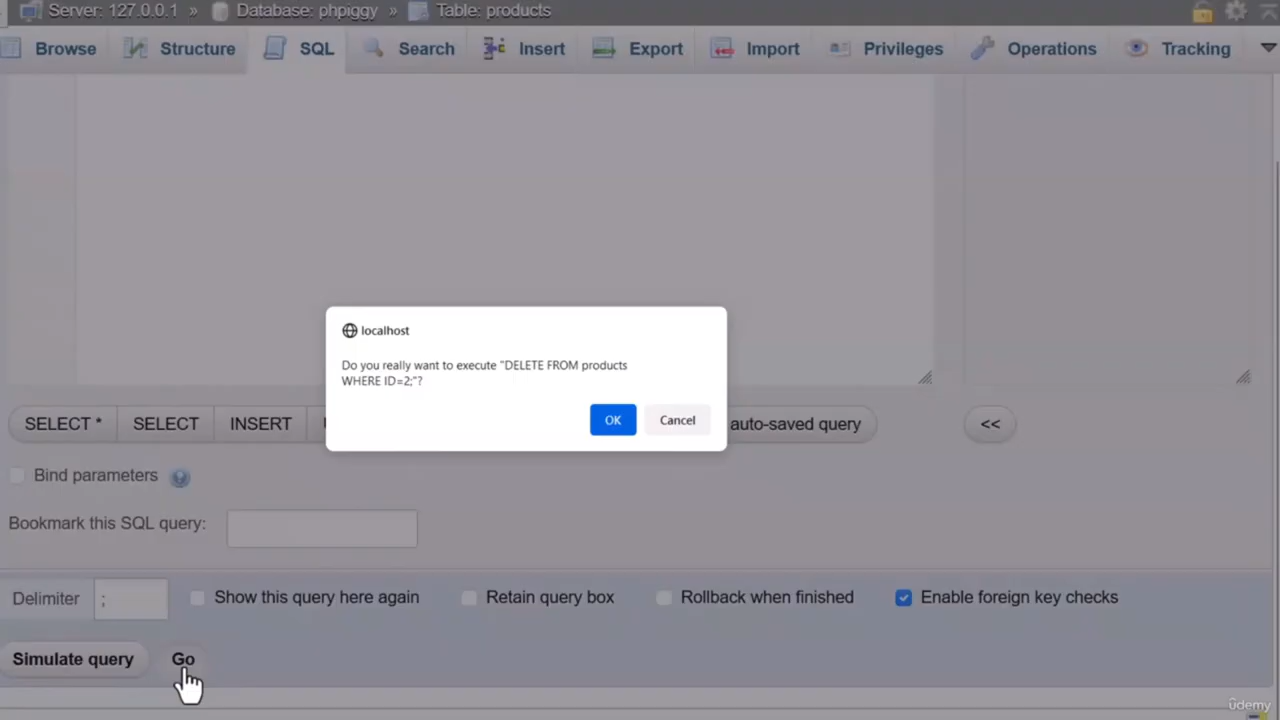 Server: 127.0.0.1 » Database: phpiggy » Table: products
Browse Structure SQL Search Insert Export Import Privileges Operations Tracking
localhost
Do you really want to execute "DELETE FROM products
WHERE ID=2;"?
OK Cancel
SELECT * SELECT INSERT auto-saved query <<
Bind parameters
Bookmark this SQL query:
Delimiter ; Show this query here again Retain query box Rollback when finished Enable foreign key checks
Simulate query Go
ûdemy